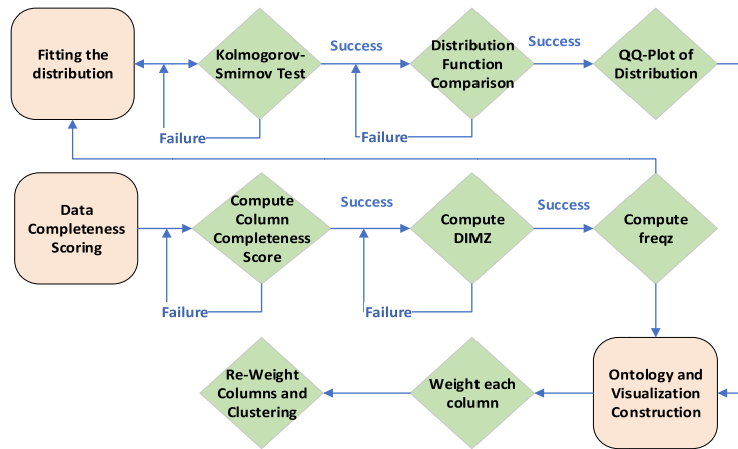 Fitting the
distribution
Kolmogorov-
Smirnov Test
Success
Distribution
Function
Comparison
Success
QQ-Plot of
Distribution
Failure
Failure
Data
Completeness
Scoring
Compute
Column
Completeness
Score
Success
Compute
DIMZ
Success
Compute
freqz
Failure
Failure
Re-Weight
Columns and
Clustering
Weight each
column
Ontology and
Visualization
Construction